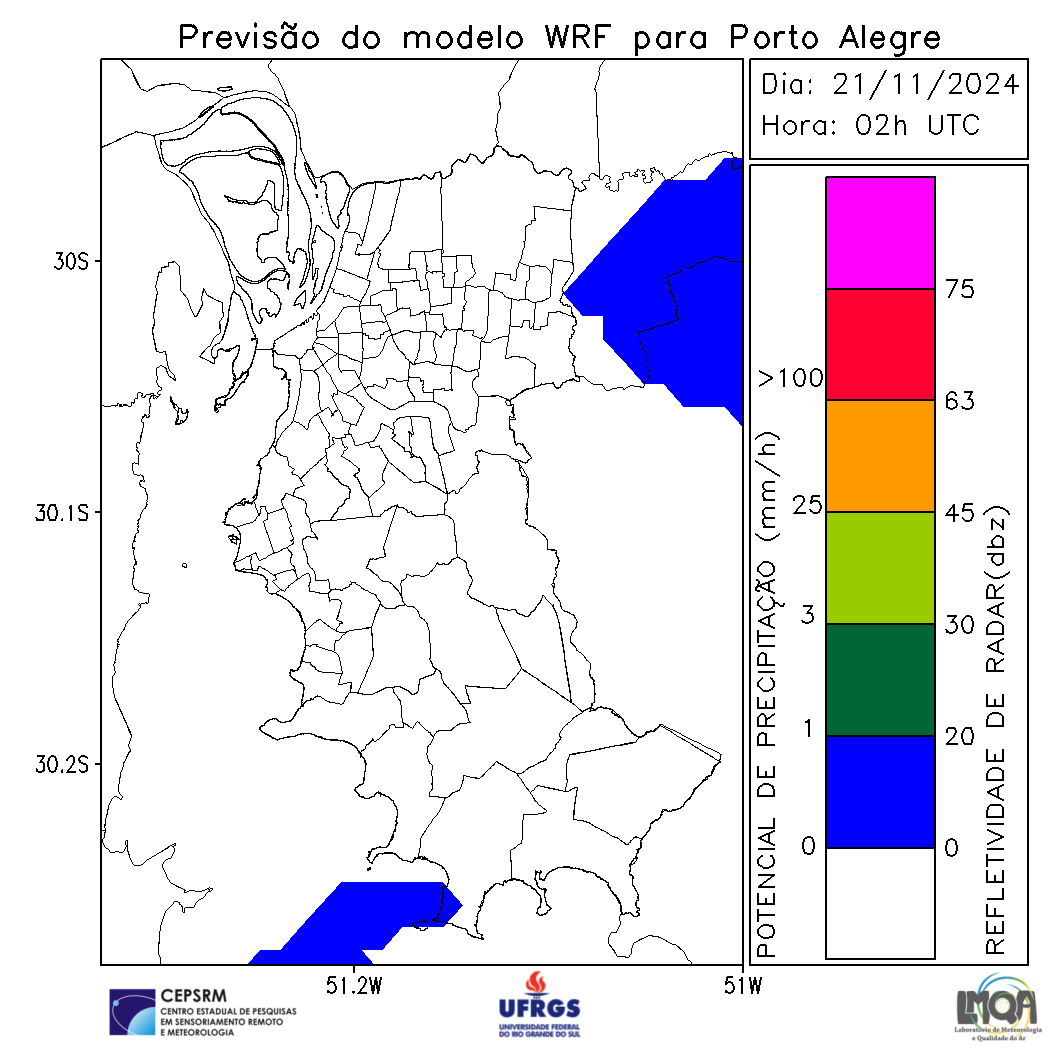 Previsão do modelo WRF para Porto Alegre
Dia: 21/11/2024
Hora: 02h UTC
30S
30.1S
30.2S
51.2W
51W
POTENCIAL DE PRECIPITAÇÃO (mm/h)
>100
25
3
1
0
75
63
45
30
20
0
REFLETIVIDADE DE RADAR(dbz)
CEPSRM
CENTRO ESTADUAL DE PESQUISAS
EM SENSORIAMENTO REMOTO
E METEOROLOGIA
UFRGS
UNIVERSIDADE FEDERAL
DO RIO GRANDE DO SUL
LMQA
Laboratório de Meteorologia
e Qualidade do Ar